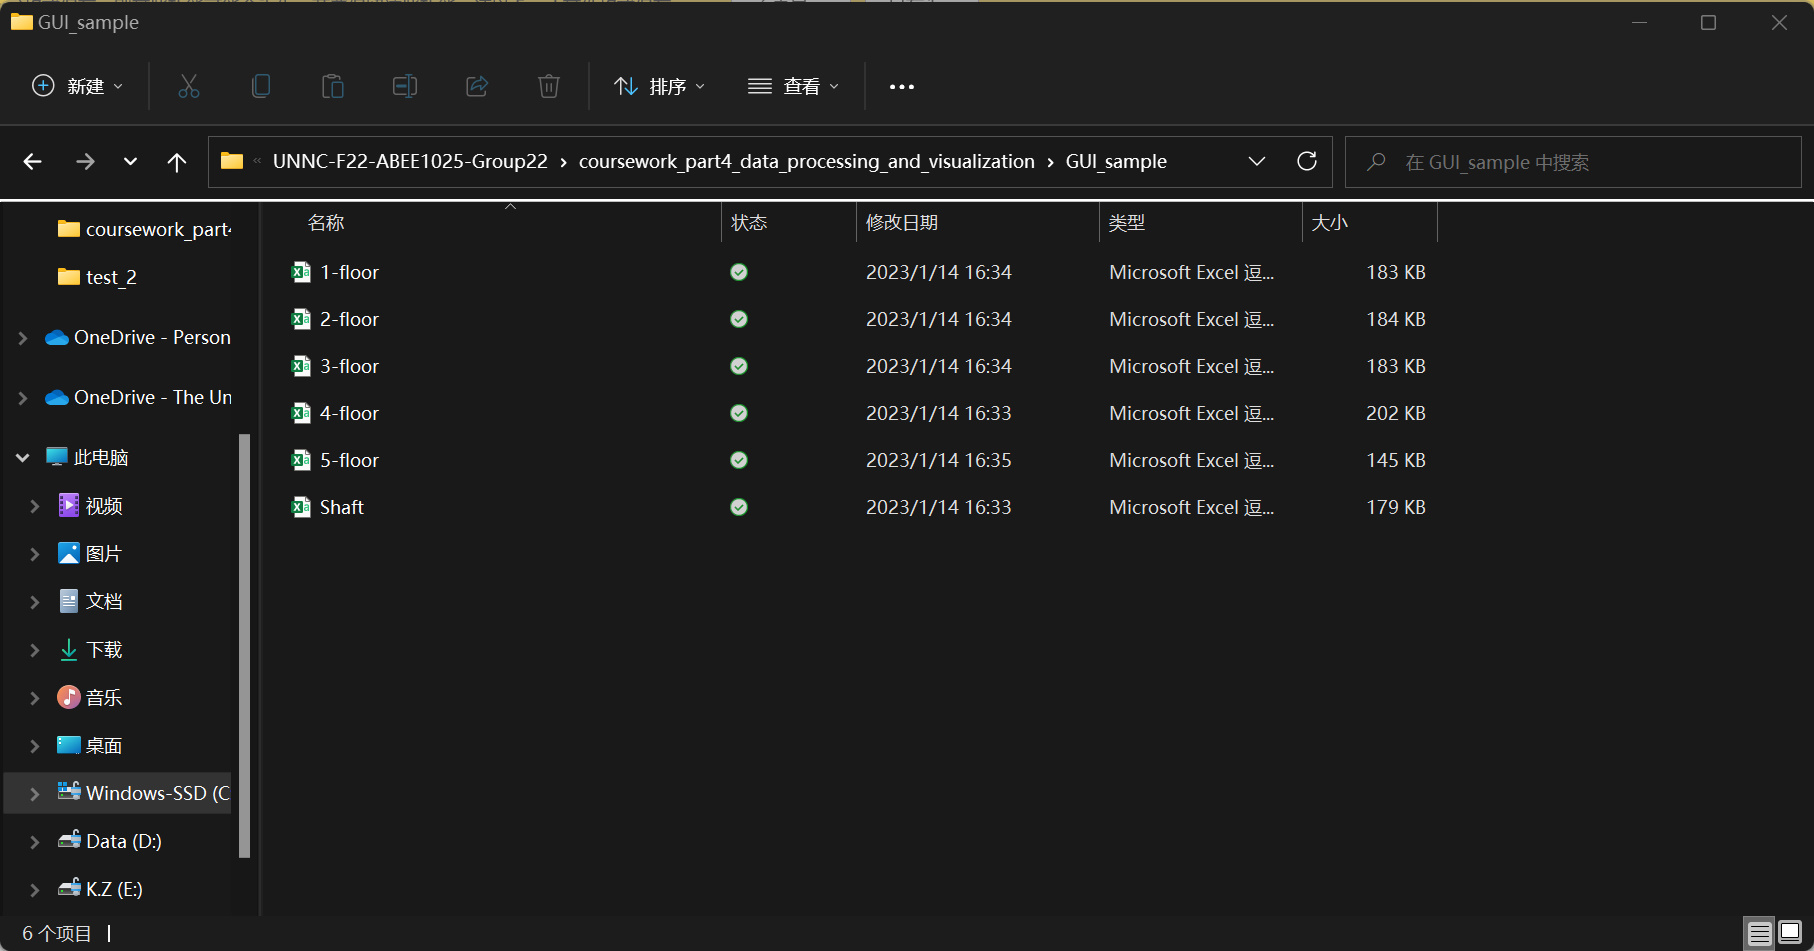 GUI_sample
新建 排序 查看
« UNNC-F22-ABEE1025-Group22 › coursework_part4_data_processing_and_visualization › GUI_sample
在 GUI_sample 中搜索
名称 状态 修改日期 类型 大小
1-floor 2023/1/14 16:34 Microsoft Excel 逗... 183 KB
2-floor 2023/1/14 16:34 Microsoft Excel 逗... 184 KB
3-floor 2023/1/14 16:34 Microsoft Excel 逗... 183 KB
4-floor 2023/1/14 16:33 Microsoft Excel 逗... 202 KB
5-floor 2023/1/14 16:35 Microsoft Excel 逗... 145 KB
Shaft 2023/1/14 16:33 Microsoft Excel 逗... 179 KB
coursework_part4
test_2
OneDrive - Person
OneDrive - The Un
此电脑
视频
图片
文档
下载
音乐
桌面
Windows-SSD (C
Data (D:)
K.Z (E:)
6 个项目